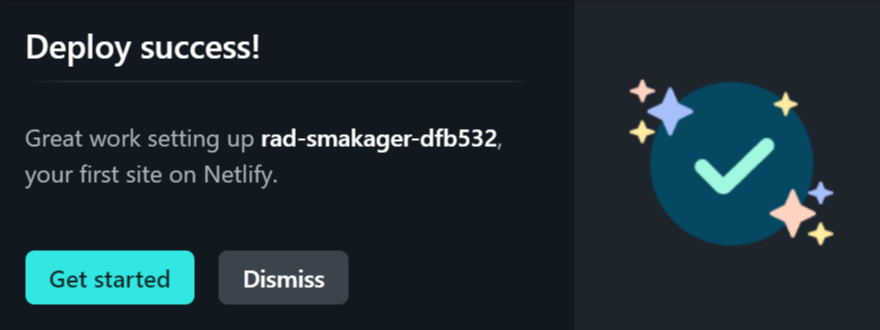 Deploy success!
Great work setting up rad-smakager-dfb532,
your first site on Netlify.
Get started
Dismiss